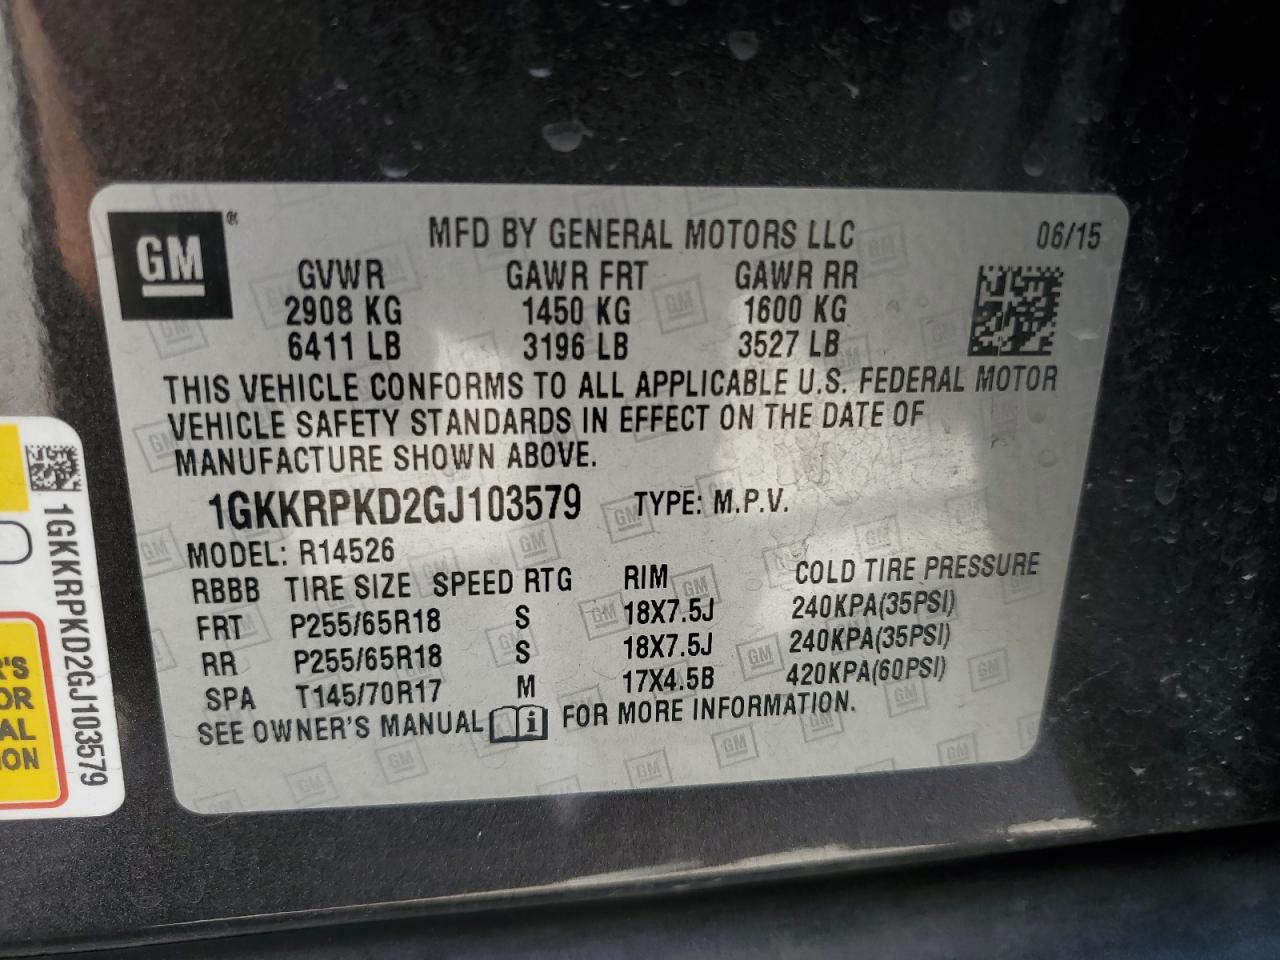 GM ®
MFD BY GENERAL MOTORS LLC 06/15
GVWR GAWR FRT GAWR RR
2908 KG 1450 KG 1600 KG
6411 LB 3196 LB 3527 LB
THIS VEHICLE CONFORMS TO ALL APPLICABLE U.S. FEDERAL MOTOR
VEHICLE SAFETY STANDARDS IN EFFECT ON THE DATE OF
MANUFACTURE SHOWN ABOVE.
1GKKRPKD2GJ103579 TYPE: M.P.V.
MODEL: R14526
RBBB TIRE SIZE SPEED RTG RIM COLD TIRE PRESSURE
FRT P255/65R18 S 18X7.5J 240KPA(35PSI)
RR P255/65R18 S 18X7.5J 240KPA(35PSI)
SPA T145/70R17 M 17X4.5B 420KPA(60PSI)
SEE OWNER'S MANUAL i FOR MORE INFORMATION.
1GKKRPKD2GJ103579
R'S
OR
AL
ION